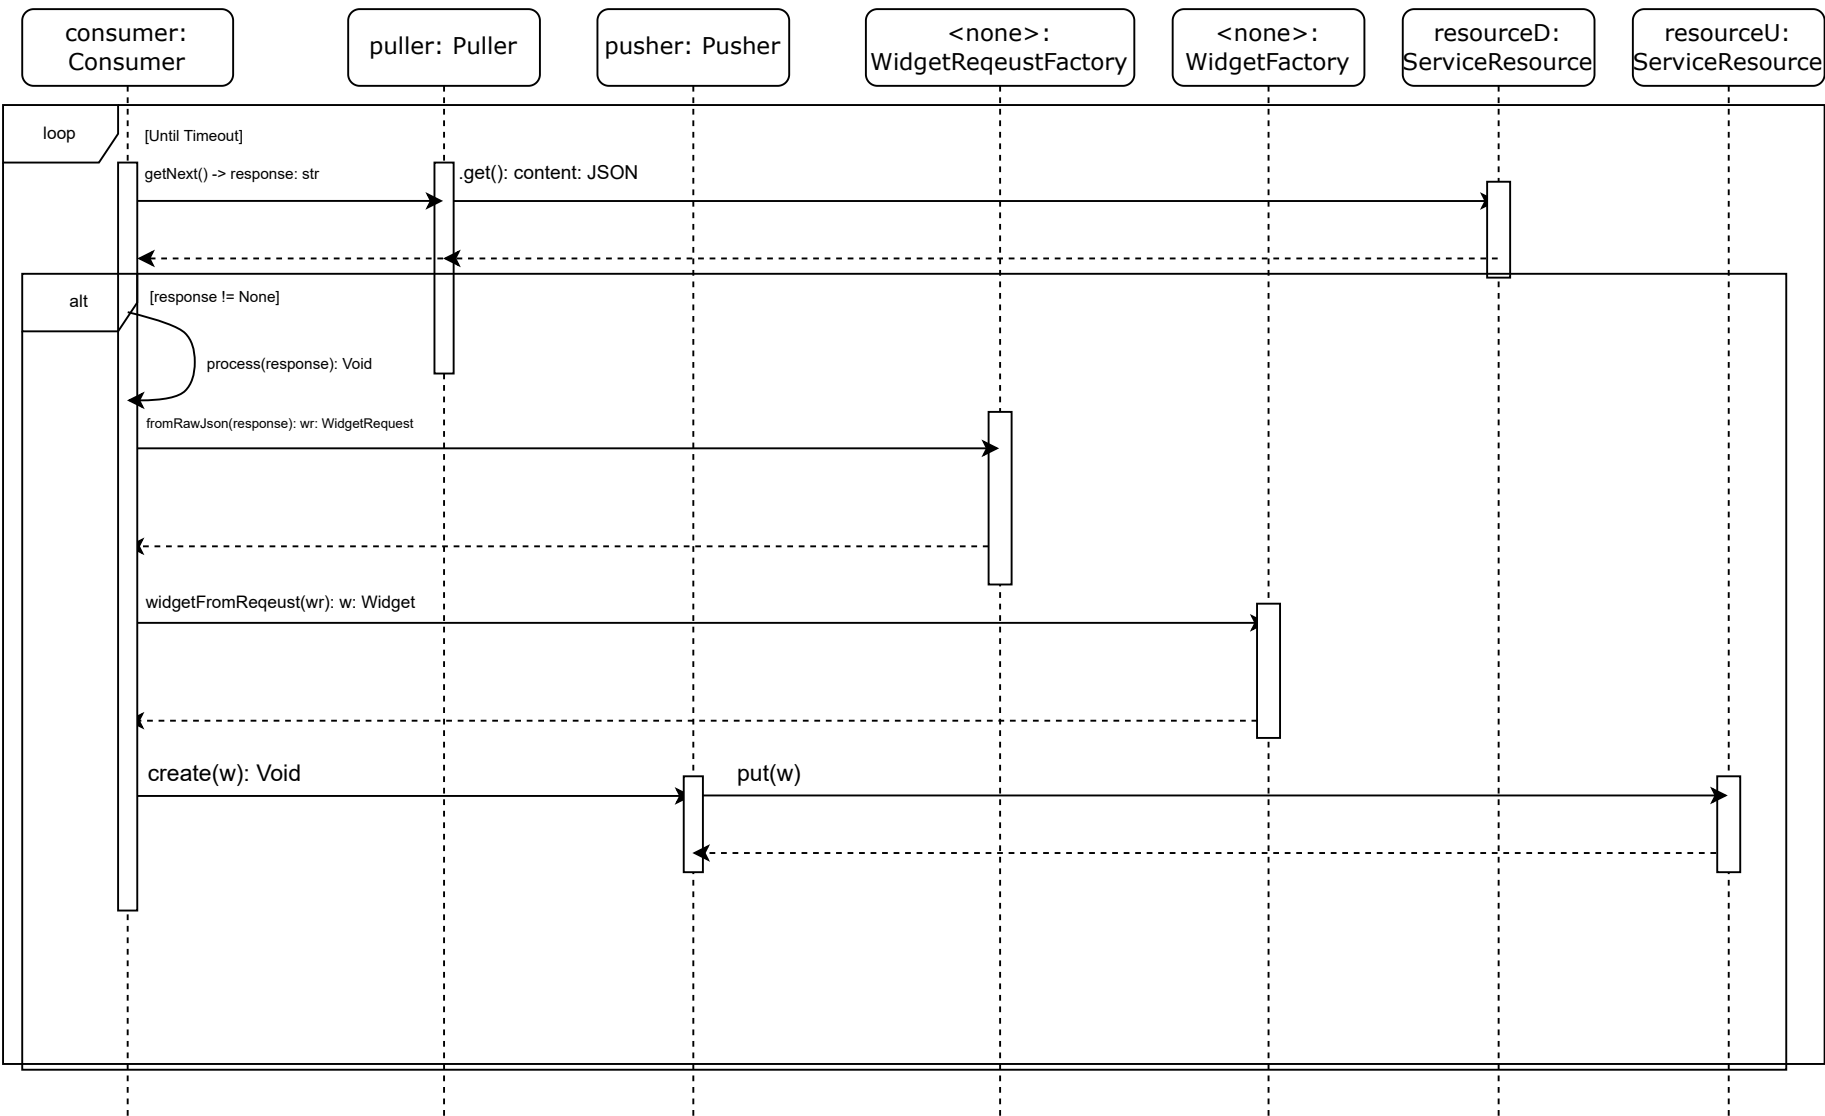 consumer:
Consumer
puller: Puller
pusher: Pusher
<none>:
WidgetReqeustFactory
<none>:
WidgetFactory
resourceD:
ServiceResource
resourceU:
ServiceResource
loop
[Until Timeout]
getNext() -> response: str
.get(): content: JSON
alt
[response != None]
process(response): Void
fromRawJson(response): wr: WidgetRequest
widgetFromReqeust(wr): w: Widget
create(w): Void
put(w)